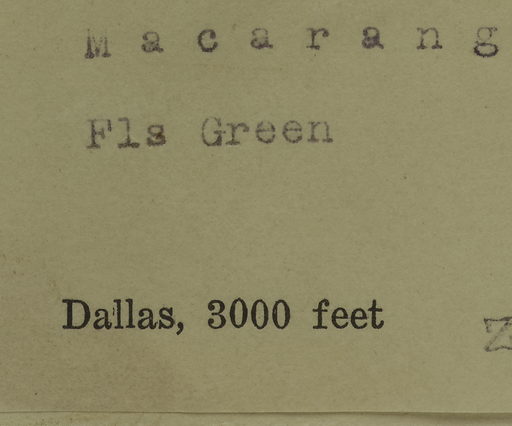 M a c a r a n g
Fls Green
Dallas, 3000 feet